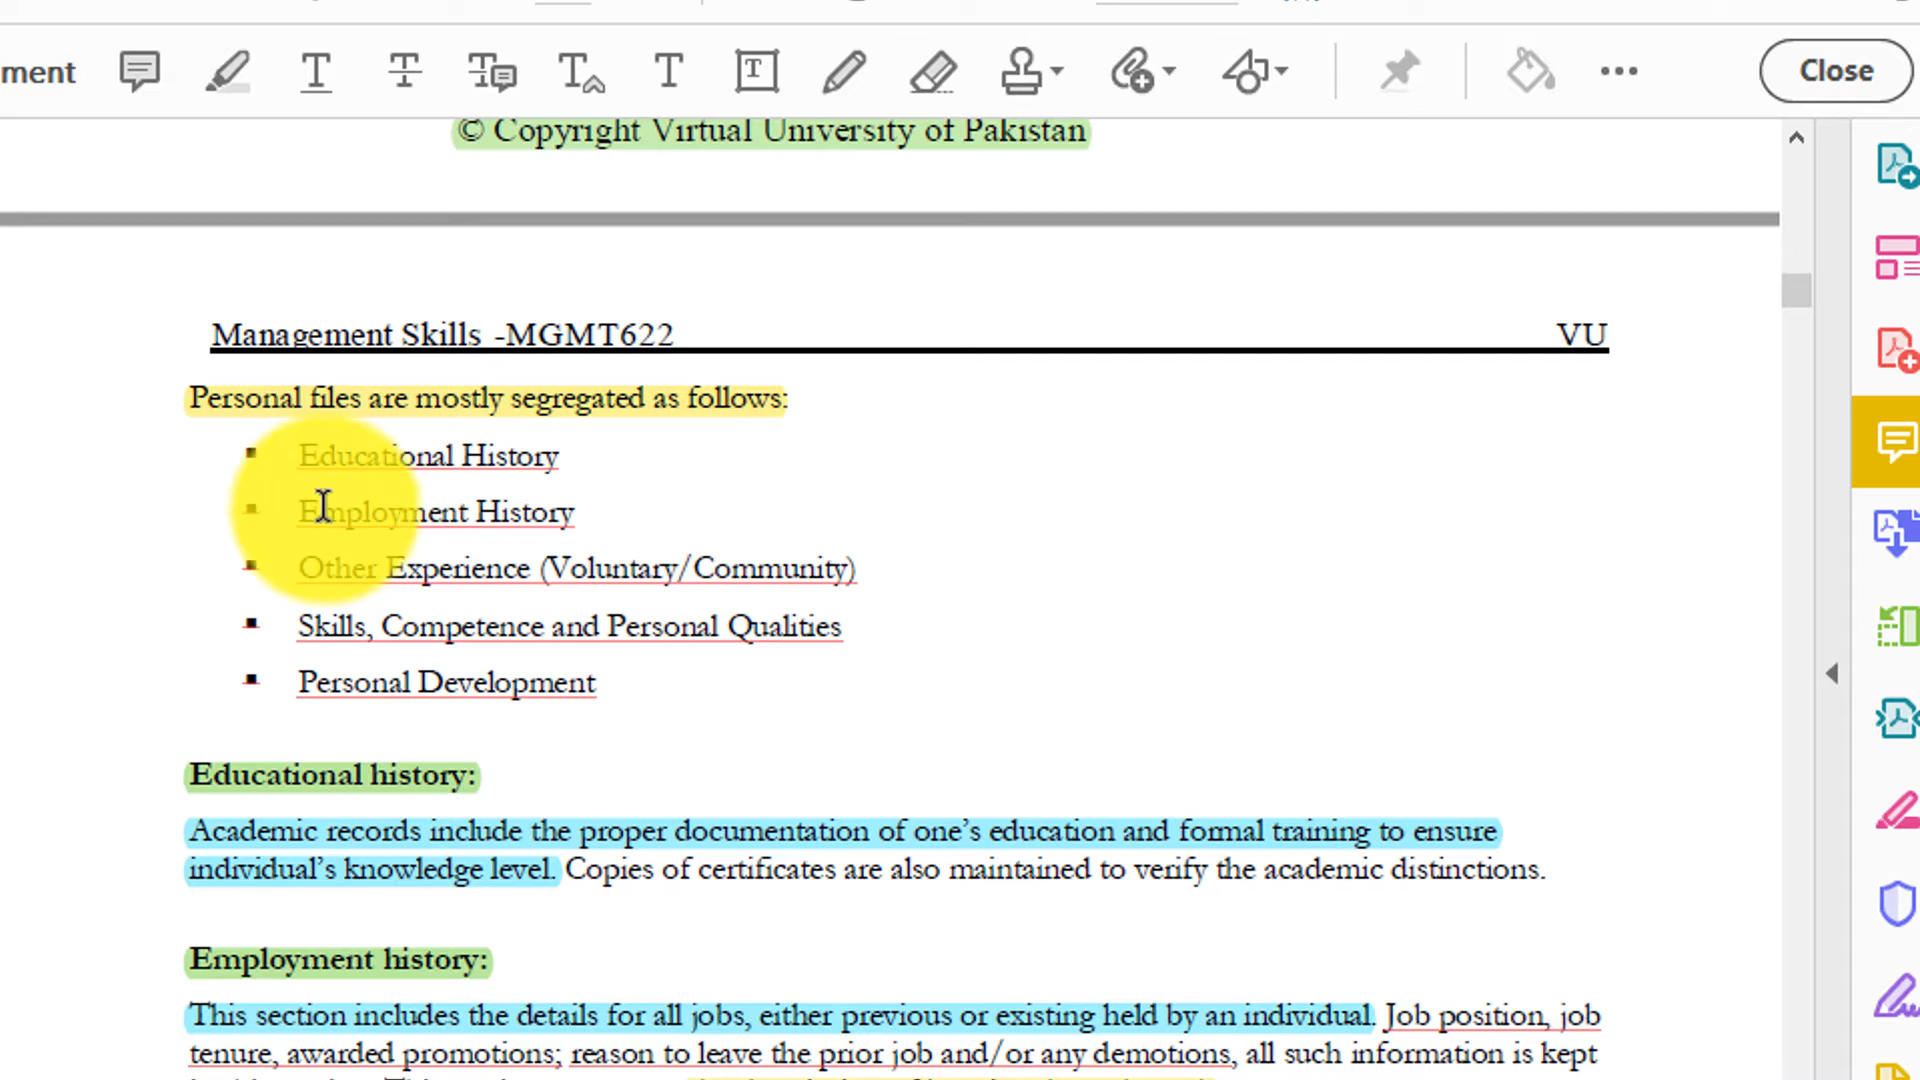 ment
Close
© Copyright Virtual University of Pakistan
Management Skills -MGMT622 VU
Personal files are mostly segregated as follows:
▪ Educational History
▪ Employment History
▪ Other Experience (Voluntary/Community)
▪ Skills, Competence and Personal Qualities
▪ Personal Development
Educational history:
Academic records include the proper documentation of one’s education and formal training to ensure
individual’s knowledge level. Copies of certificates are also maintained to verify the academic distinctions.
Employment history:
This section includes the details for all jobs, either previous or existing held by an individual. Job position, job
tenure, awarded promotions; reason to leave the prior job and/or any demotions, all such information is kept